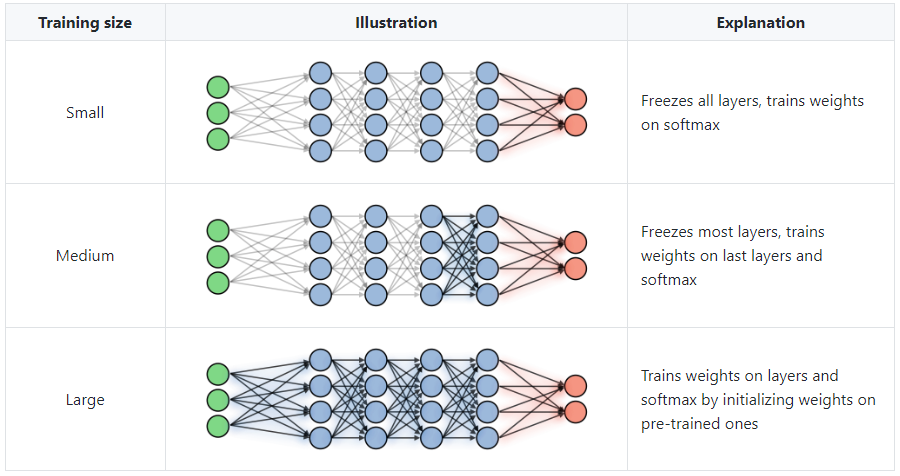 Training size Illustration Explanation
Small
Freezes all layers, trains weights
on softmax
Medium
Freezes most layers, trains
weights on last layers and
softmax
Large
Trains weights on layers and
softmax by initializing weights on
pre-trained ones